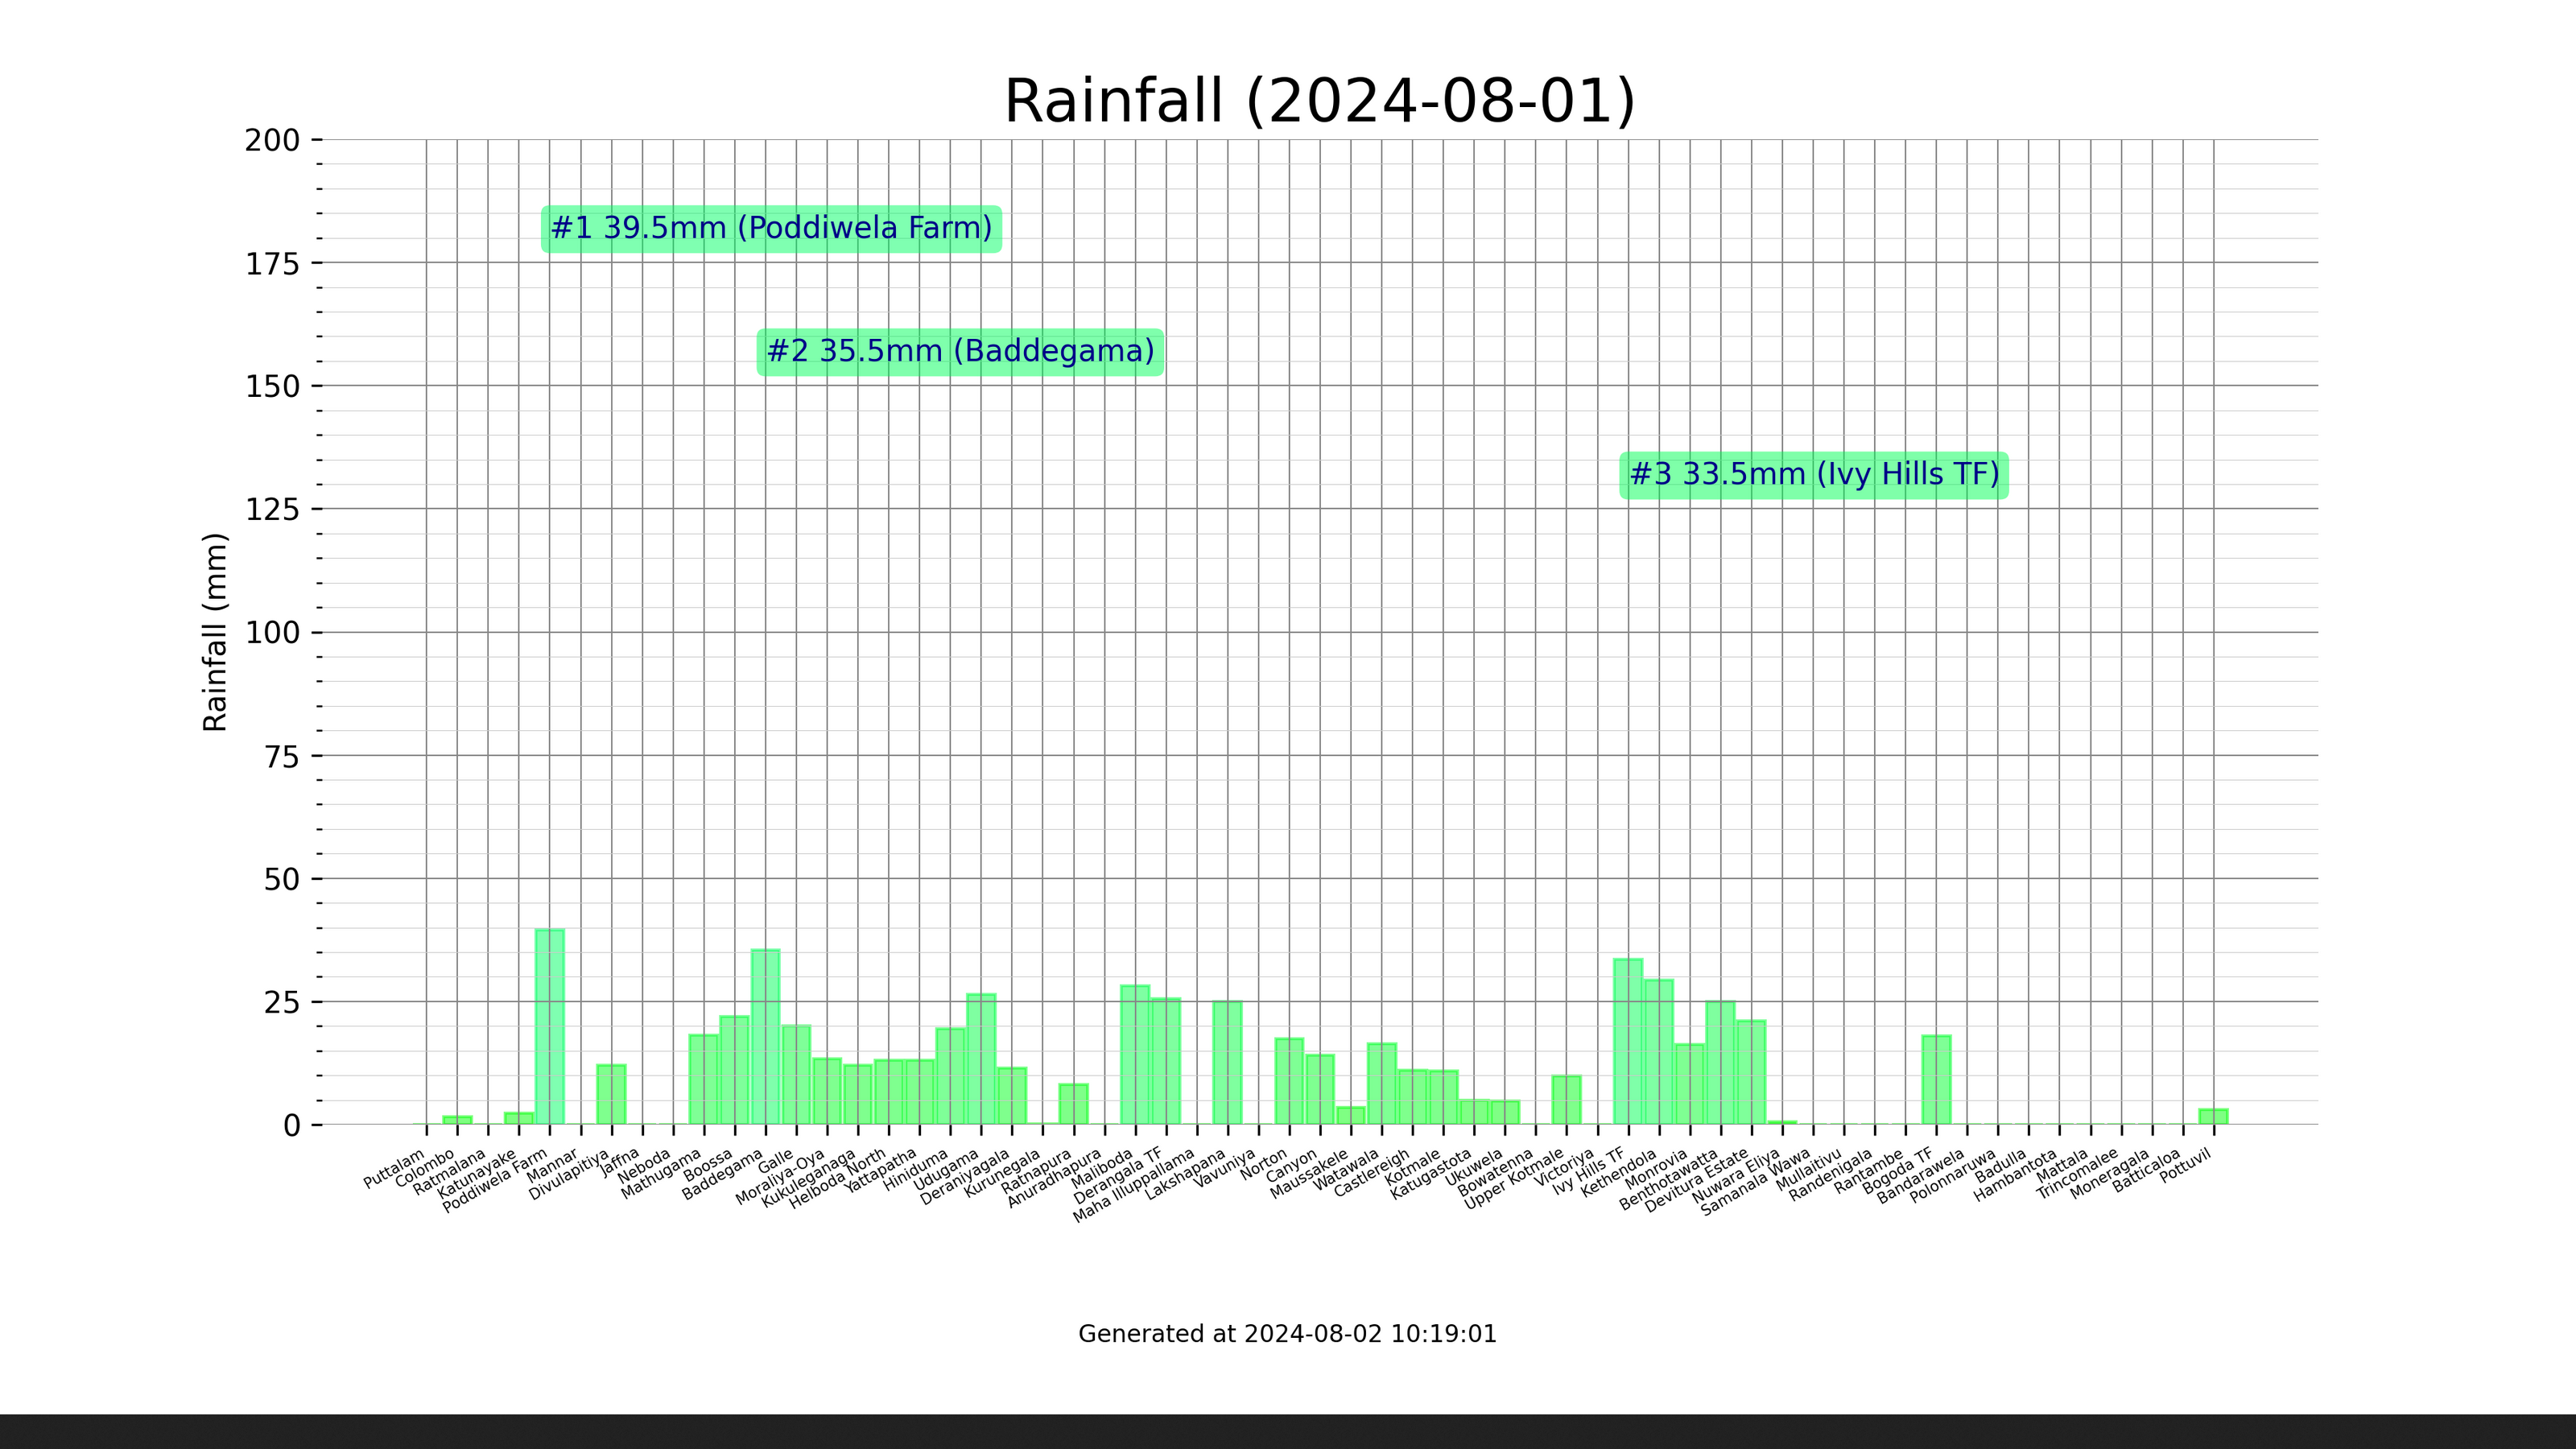 Rainfall (2024-08-01)
200
175
150
125
100
75
50
25
0
Rainfall (mm)
#1 39.5mm (Poddiwela Farm)
#2 35.5mm (Baddegama)
#3 33.5mm (Ivy Hills TF)
Puttalam
Colombo
Ratmalana
Katunayake
Poddiwela Farm
Mannar
Divulapitiya
Jaffna
Neboda
Mathugama
Boossa
Baddegama
Galle
Moraliya-Oya
Kukuleganaga
Helboda North
Yattapatha
Hiniduma
Udugama
Deraniyagala
Kurunegala
Ratnapura
Anuradhapura
Maliboda
Derangala TF
Maha Illuppallama
Lakshapana
Vavuniya
Norton
Canyon
Maussakele
Watawala
Castlereigh
Kotmale
Katugastota
Ukuwela
Bowatenna
Upper Kotmale
Victoriya
Ivy Hills TF
Kethendola
Monrovia
Benthotawatta
Devitura Estate
Nuwara Eliya
Samanala Wawa
Mullaitivu
Randenigala
Rantambe
Bogoda TF
Bandarawela
Polonnaruwa
Badulla
Hambantota
Mattala
Trincomalee
Moneragala
Batticaloa
Pottuvil
Generated at 2024-08-02 10:19:01